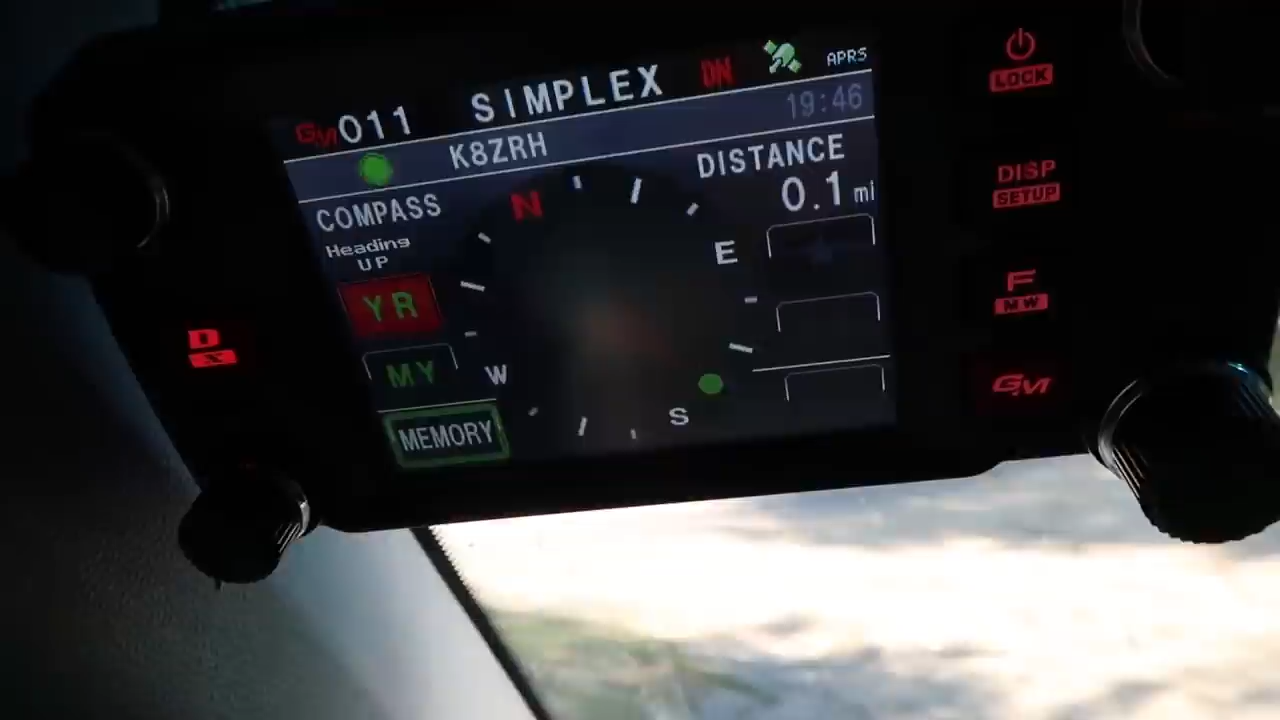 GM 011 SIMPLEX DN APRS
K8ZRH 19:46
COMPASS
Heading
UP
DISTANCE
0.1 mi
N
E
S
W
YR
MY
MEMORY
D
X
LOCK
DISP
SETUP
F
MW
GM